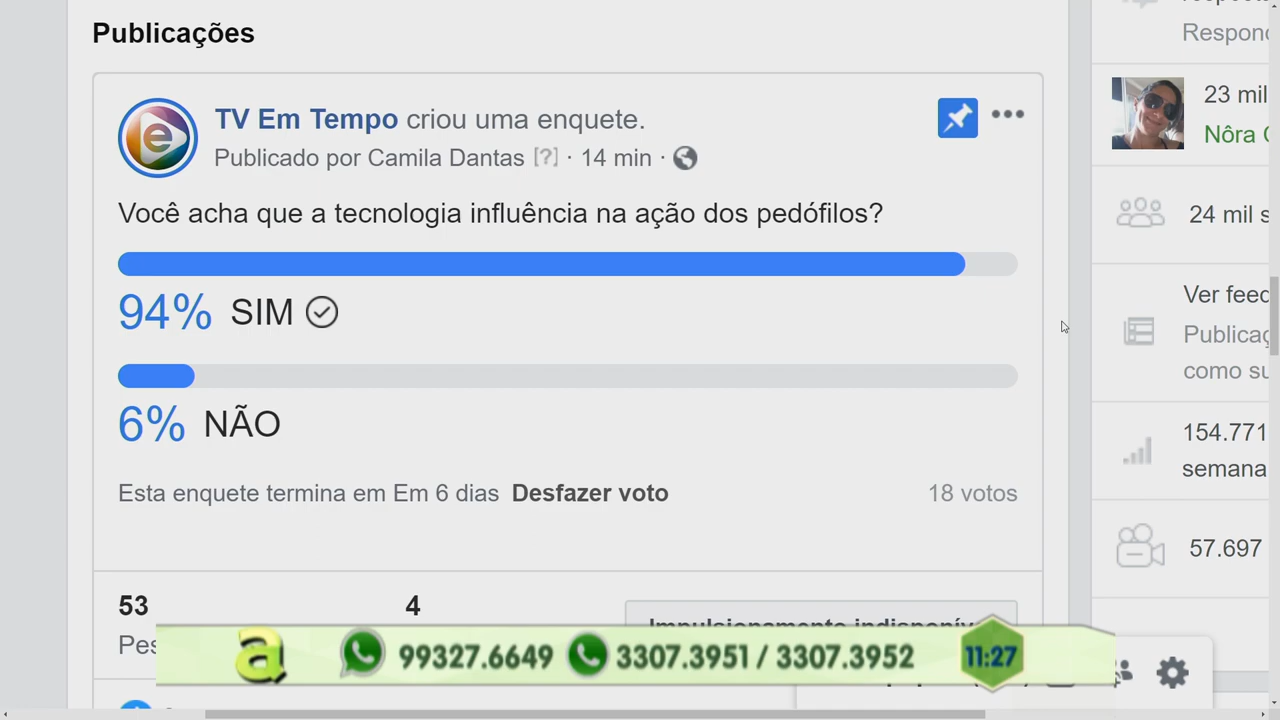 Publicações
TV Em Tempo criou uma enquete.
Publicado por Camila Dantas [?] · 14 min ·
Você acha que a tecnologia influência na ação dos pedófilos?
94% SIM
6% NÃO
Esta enquete termina em Em 6 dias Desfazer voto
18 votos
53
4
a 99327.6649 3307.3951 / 3307.3952 11:27
23 mil
Nôra
24 mil
Ver feed
como
154.771
semana
57.697